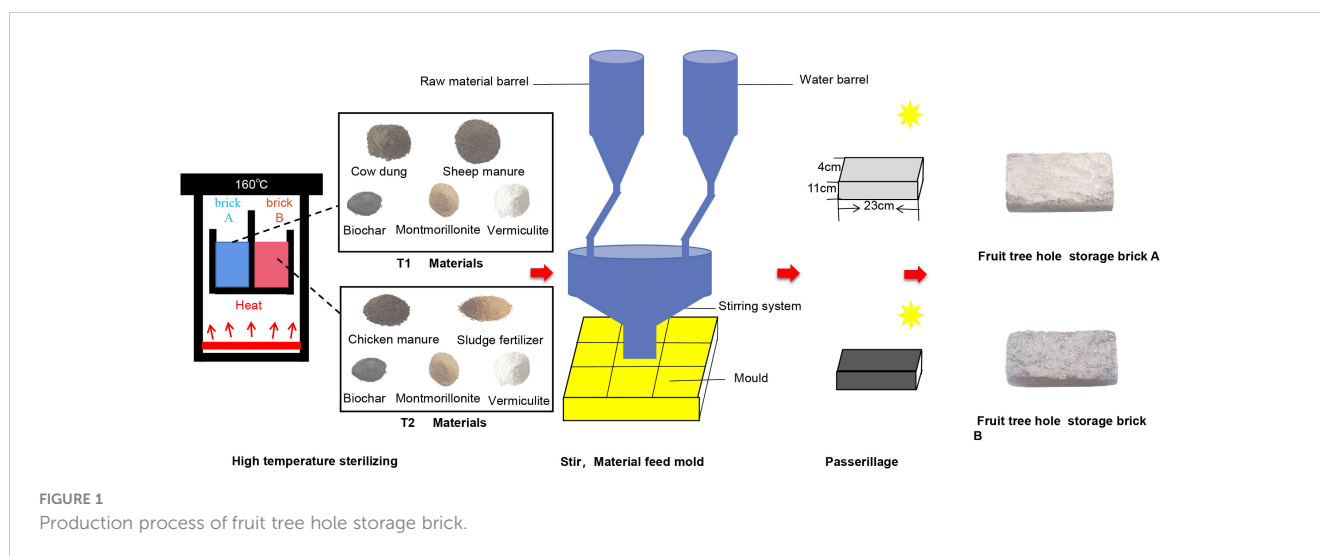 Raw material barrel
Water barrel
160°C
brick
A
brick
B
Heat
Cow dung
Sheep manure
Biochar
Montmorillonite
Vermiculite
T1 Materials
Chicken manure
Sludge fertilizer
Biochar
Montmorillonite
Vermiculite
T2 Materials
Stirring system
Mould
4cm
11cm
23cm
Fruit tree hole storage brick A
Fruit tree hole storage brick
B
High temperature sterilizing
Stir, Material feed mold
Passerillage
FIGURE 1
Production process of fruit tree hole storage brick.